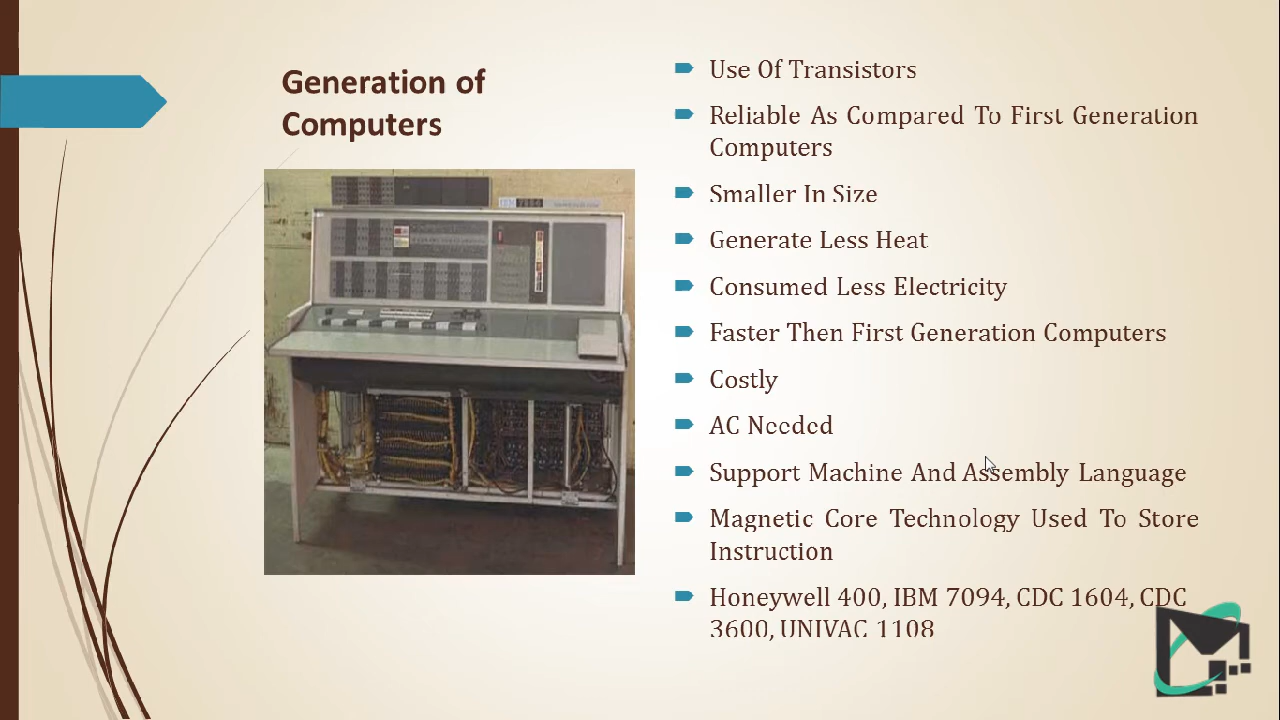 Generation of
Computers
Use Of Transistors
Reliable As Compared To First Generation
Computers
Smaller In Size
Generate Less Heat
Consumed Less Electricity
Faster Then First Generation Computers
Costly
AC Needed
Support Machine And Assembly Language
Magnetic Core Technology Used To Store
Instruction
Honeywell 400, IBM 7094, CDC 1604, CDC
3600, UNIVAC 1108